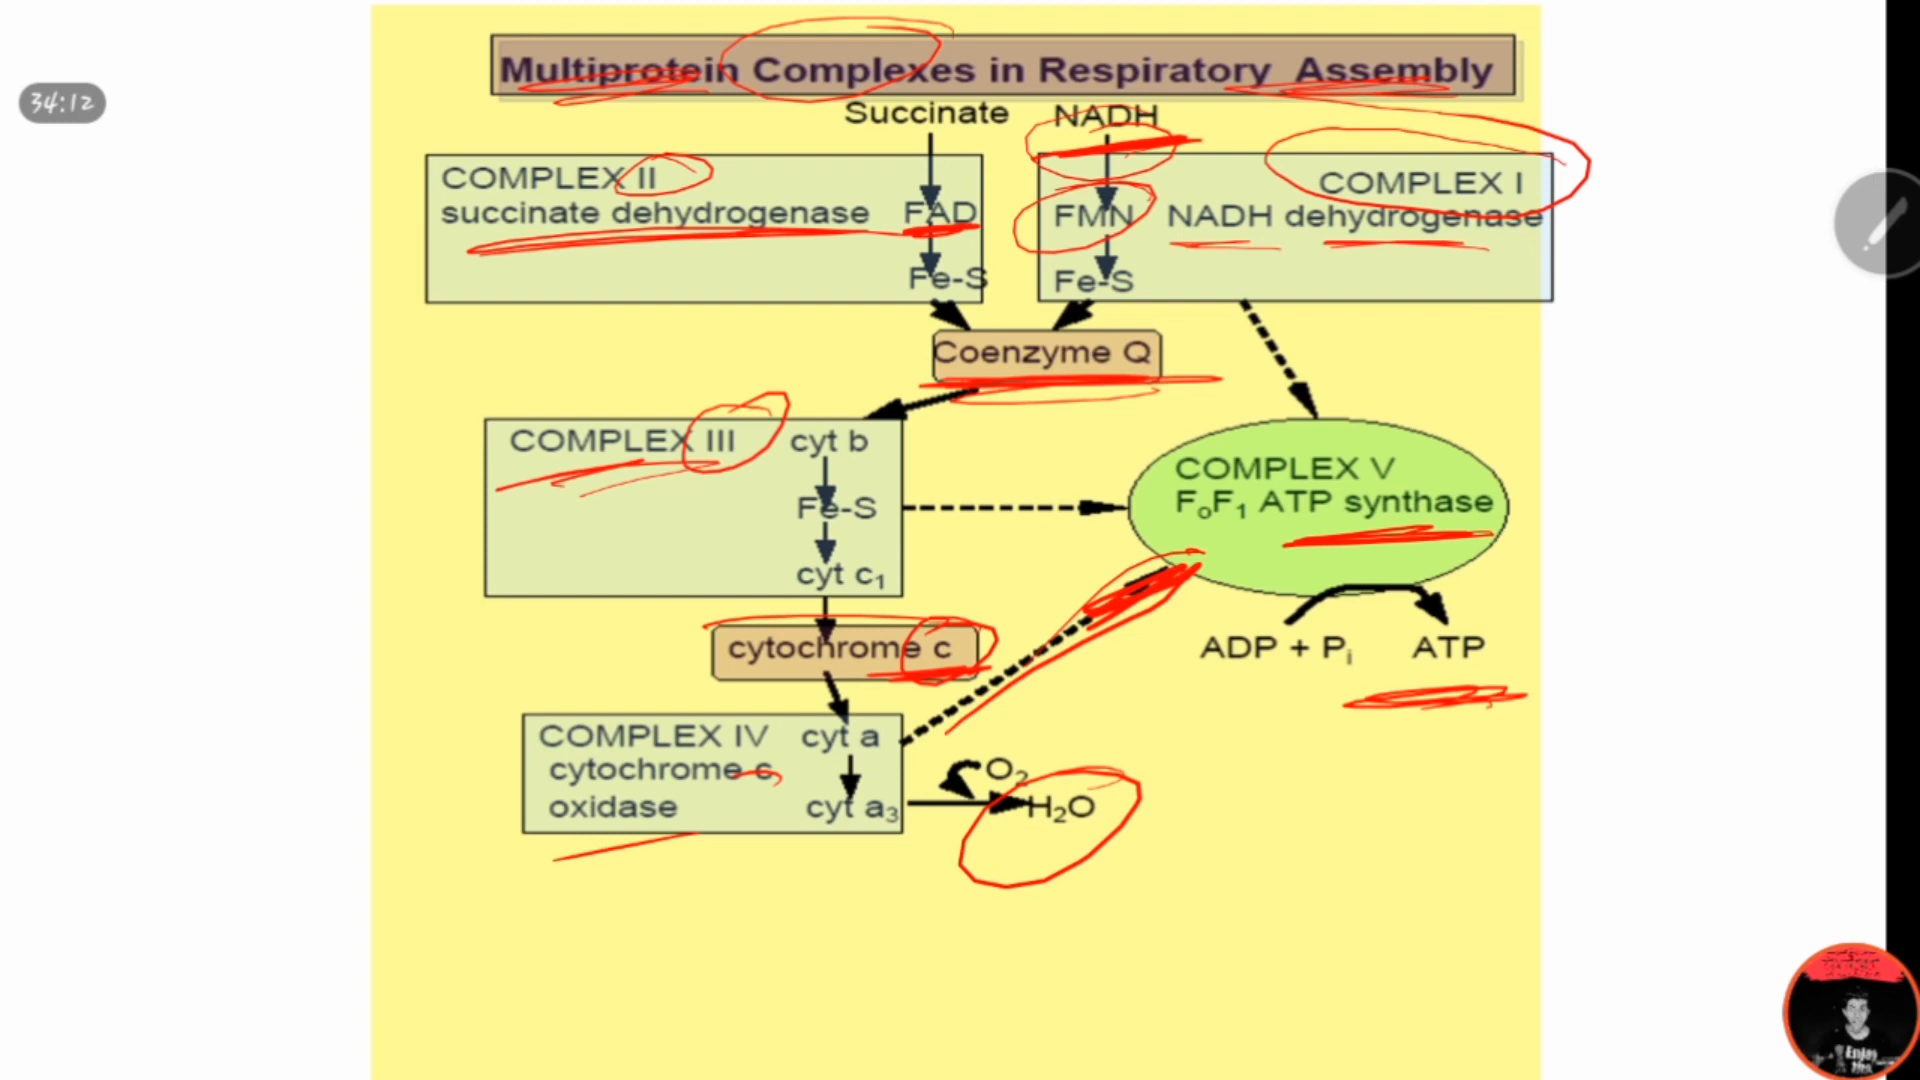 34:12
Multiprotein Complexes in Respiratory Assembly
Succinate
NADH
COMPLEX II
succinate dehydrogenase
FAD
Fe-S
COMPLEX I
FMN
NADH dehydrogenase
Fe-S
Coenzyme Q
COMPLEX III
cyt b
Fe-S
cyt c₁
COMPLEX V
FₒF₁ ATP synthase
ADP + Pᵢ
ATP
cytochrome c
COMPLEX IV
cytochrome c
oxidase
cyt a
cyt a₃
O₂
H₂O
Enjoy
the